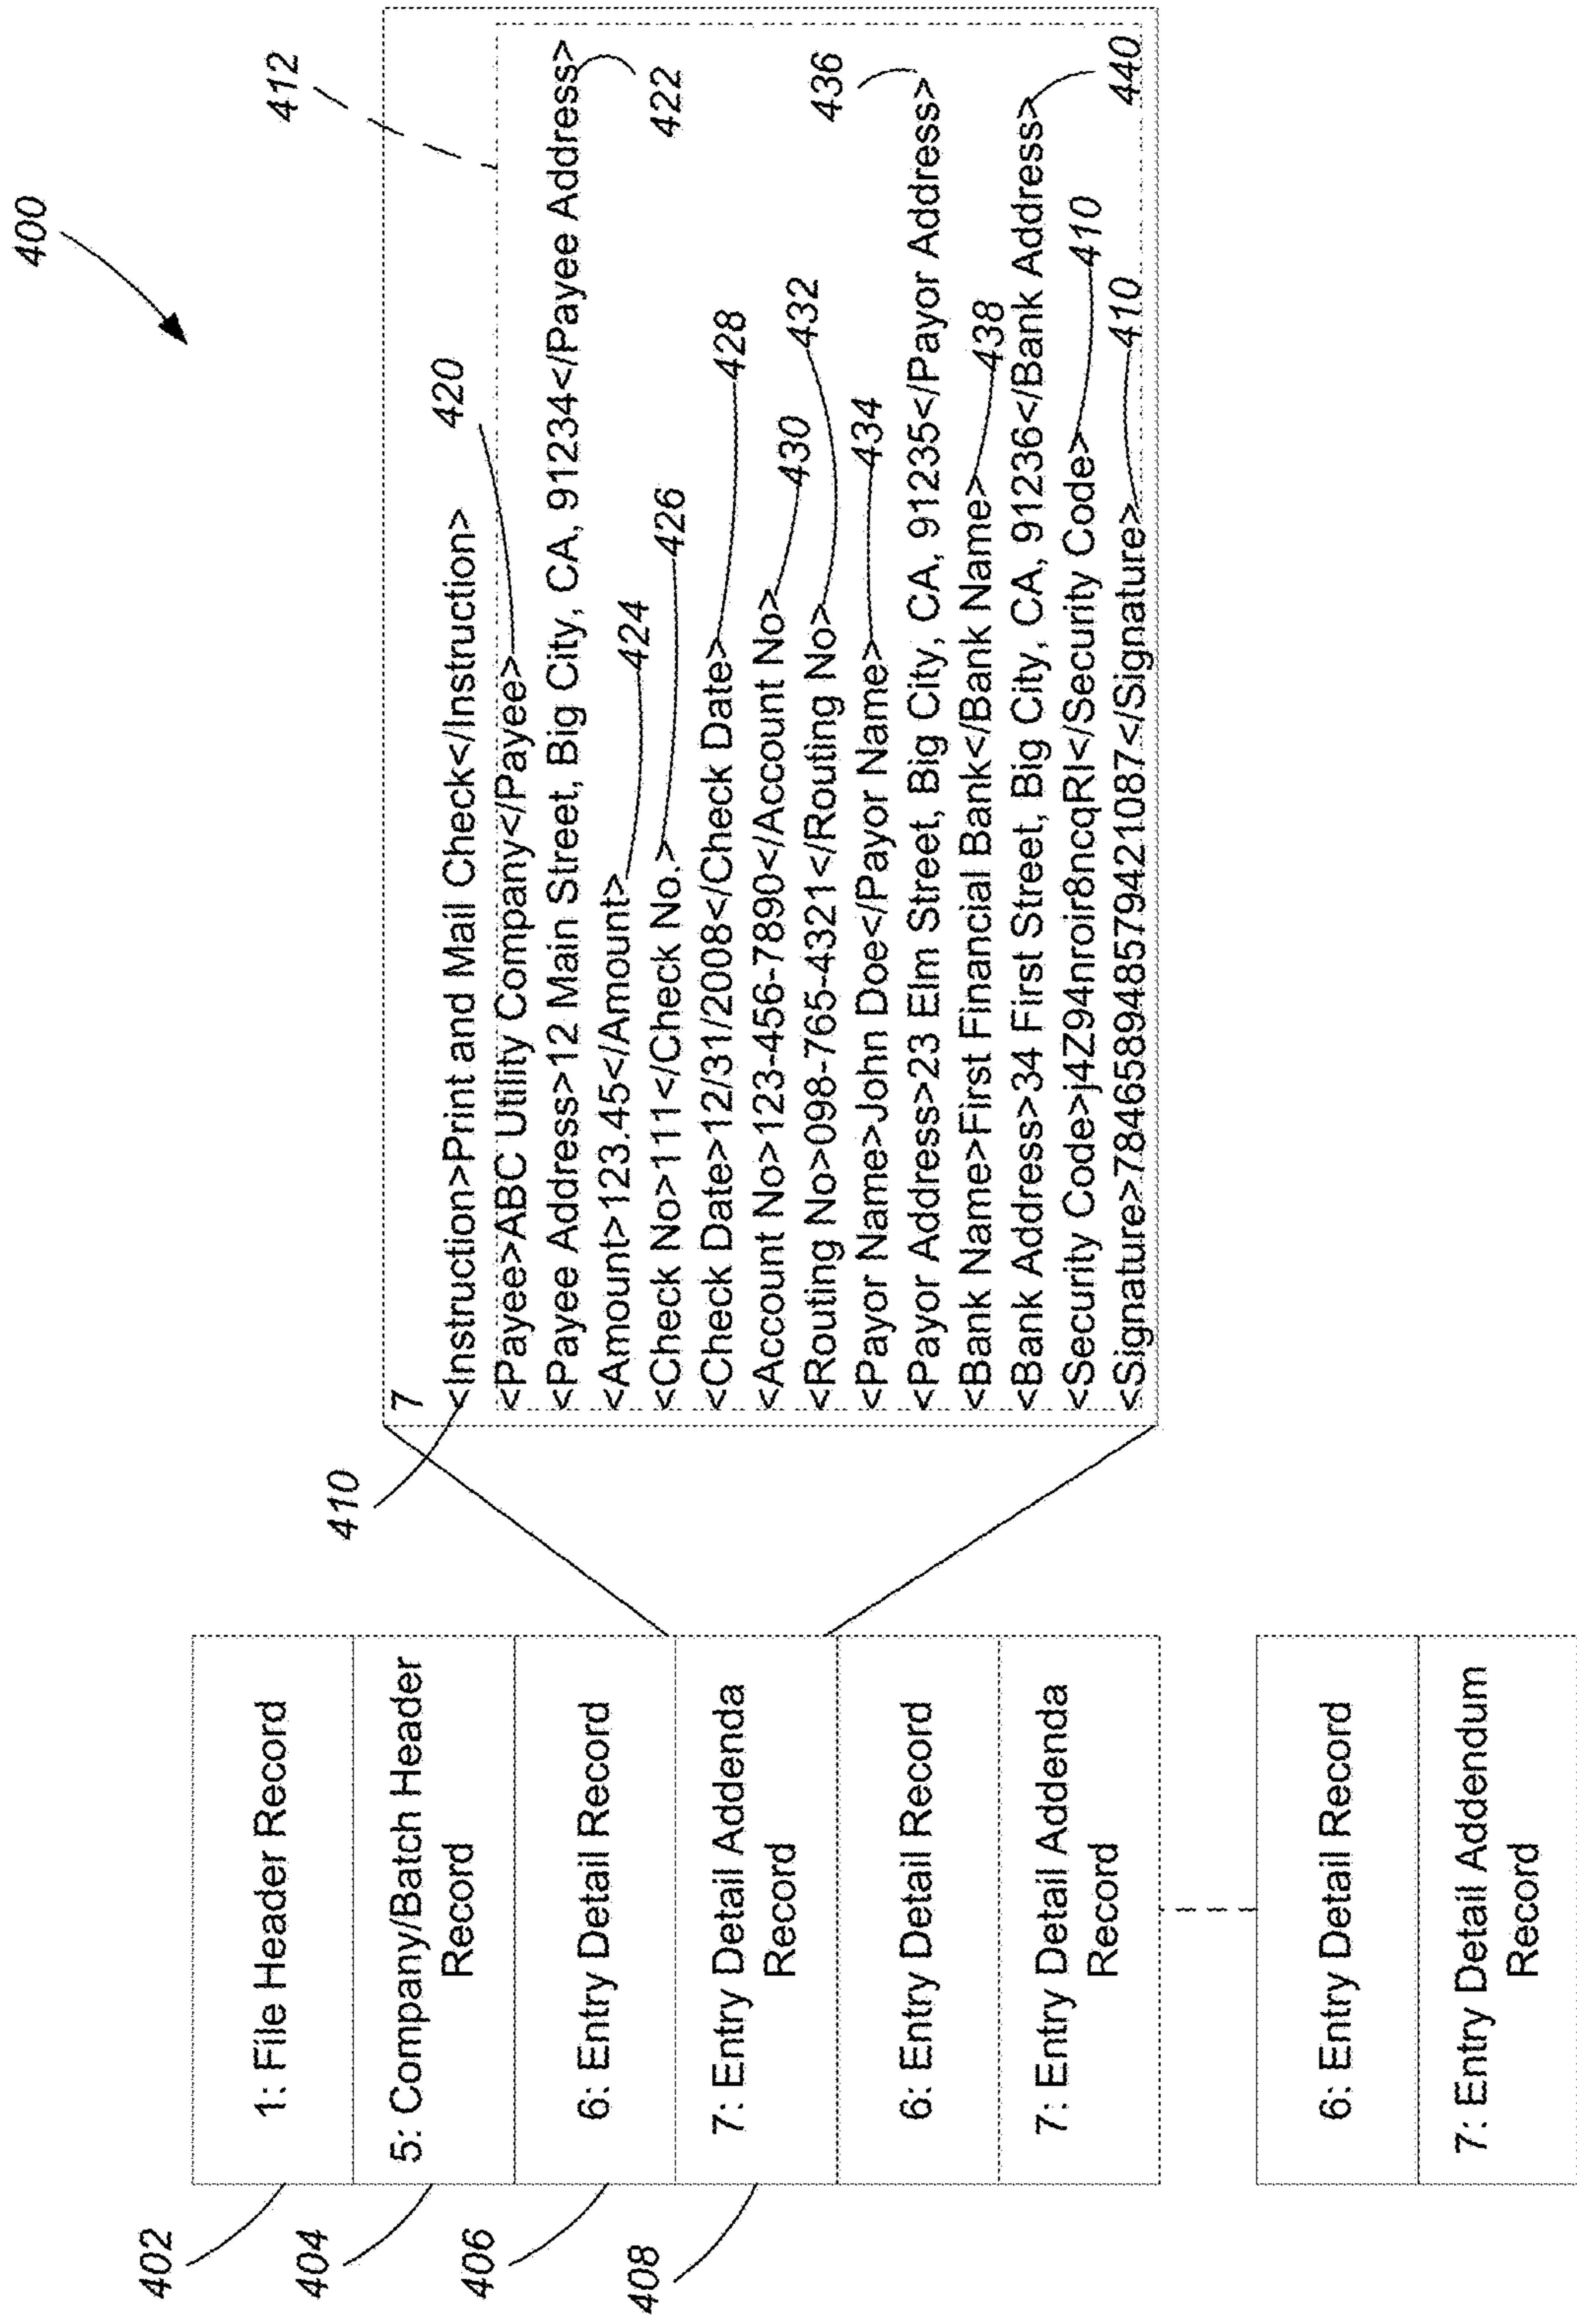 400
412
402
1: File Header Record
404
5: Company/Batch Header
Record
406
6: Entry Detail Record
408
7: Entry Detail Addenda
Record
6: Entry Detail Record
7: Entry Detail Addenda
Record
6: Entry Detail Record
7: Entry Detail Addendum
Record
410
7
<Instruction>Print and Mail Check</Instruction>
<Payee>ABC Utility Company</Payee> 420
<Payee Address>12 Main Street, Big City, CA, 91234</Payee Address> 422
<Amount>123.45</Amount> 424
<Check No>111</Check No.> 426
<Check Date>12/31/2008</Check Date> 428
<Account No>123-456-7890</Account No> 430
<Routing No>098-765-4321</Routing No> 432
<Payor Name>John Doe</Payor Name> 434
<Payor Address>23 Elm Street, Big City, CA, 91235</Payor Address> 436
<Bank Name>First Financial Bank</Bank Name> 438
<Bank Address>34 First Street, Big City, CA, 91236</Bank Address> 440
<Security Code>j4Z94nroir8ncqRI</Security Code> 410
<Signature>784658948579421087</Signature> 410